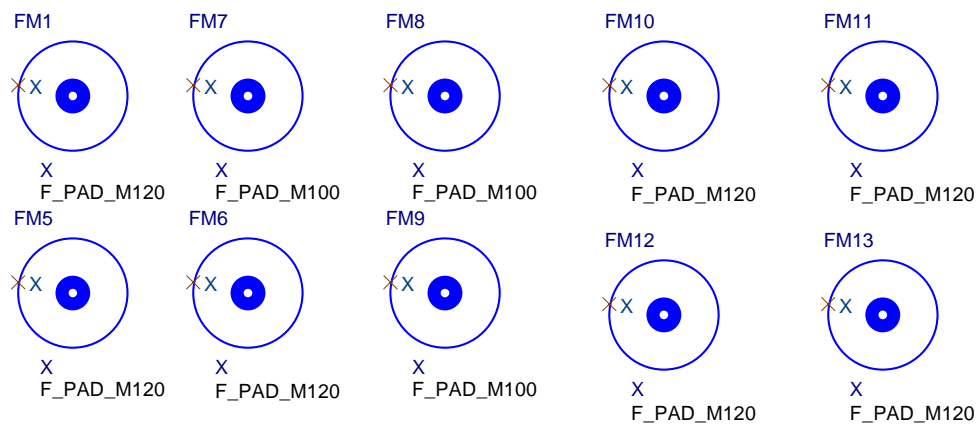 FM1
FM7
FM8
FM10
FM11
X
X
X
X
X
X
X
X
X
X
F_PAD_M120
F_PAD_M100
F_PAD_M100
F_PAD_M120
F_PAD_M120
FM5
FM6
FM9
FM12
FM13
X
X
X
X
X
X
X
X
X
X
F_PAD_M120
F_PAD_M120
F_PAD_M100
F_PAD_M120
F_PAD_M120